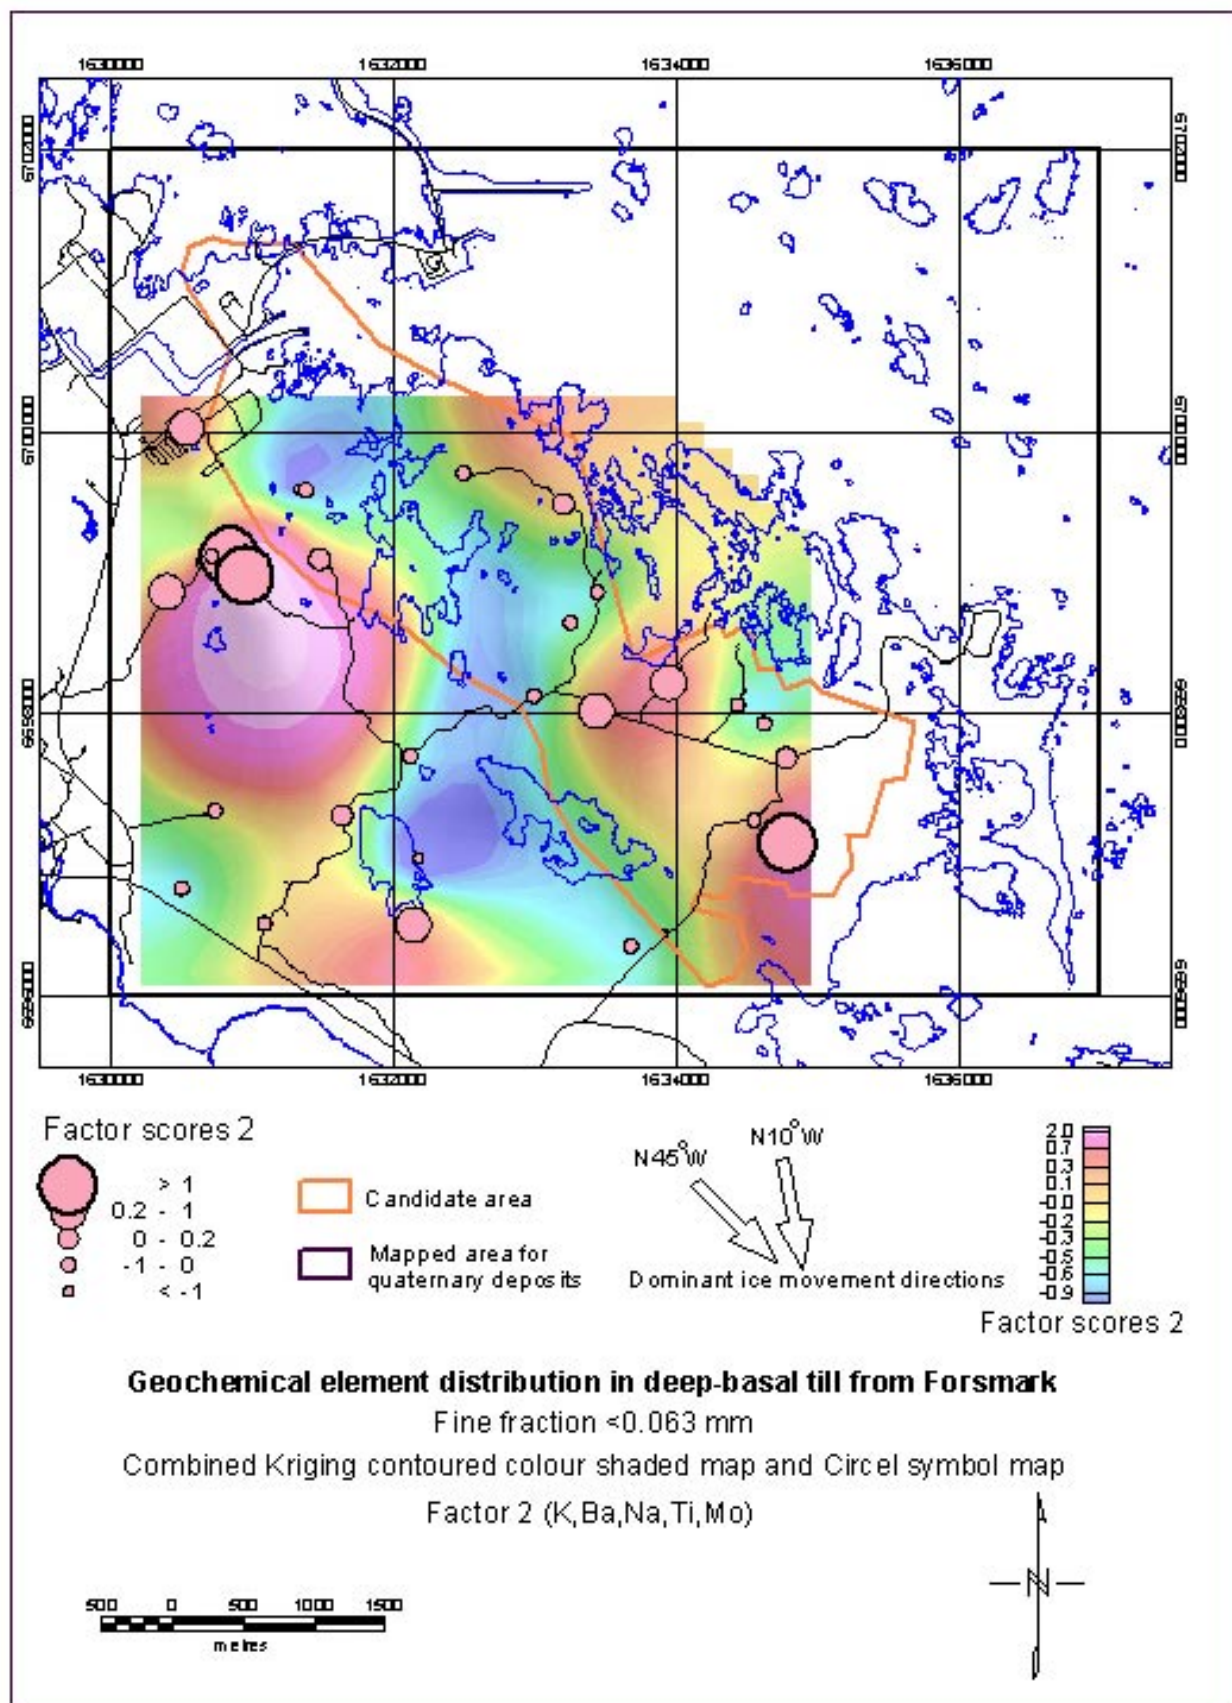 1630000 1632000 1634000 1636000
6702000 6702000
6700000 6700000
6698000 6698000
6696000 6696000
1630000 1632000 1634000 1636000
Factor scores 2
> 1
0.2 - 1
0 - 0.2
-1 - 0
< -1
Candidate area
Mapped area for
quaternary deposits
N45°W
N10°W
Dominant ice movement directions
2.0
0.7
0.3
0.1
-0.0
-0.2
-0.3
-0.5
-0.6
-0.9
Factor scores 2
Geochemical element distribution in deep-basal till from Forsmark
Fine fraction <0.063 mm
Combined Kriging contoured colour shaded map and Circel symbol map
Factor 2 (K,Ba,Na,Ti,Mo)
500 0 500 1000 1500
metres
N